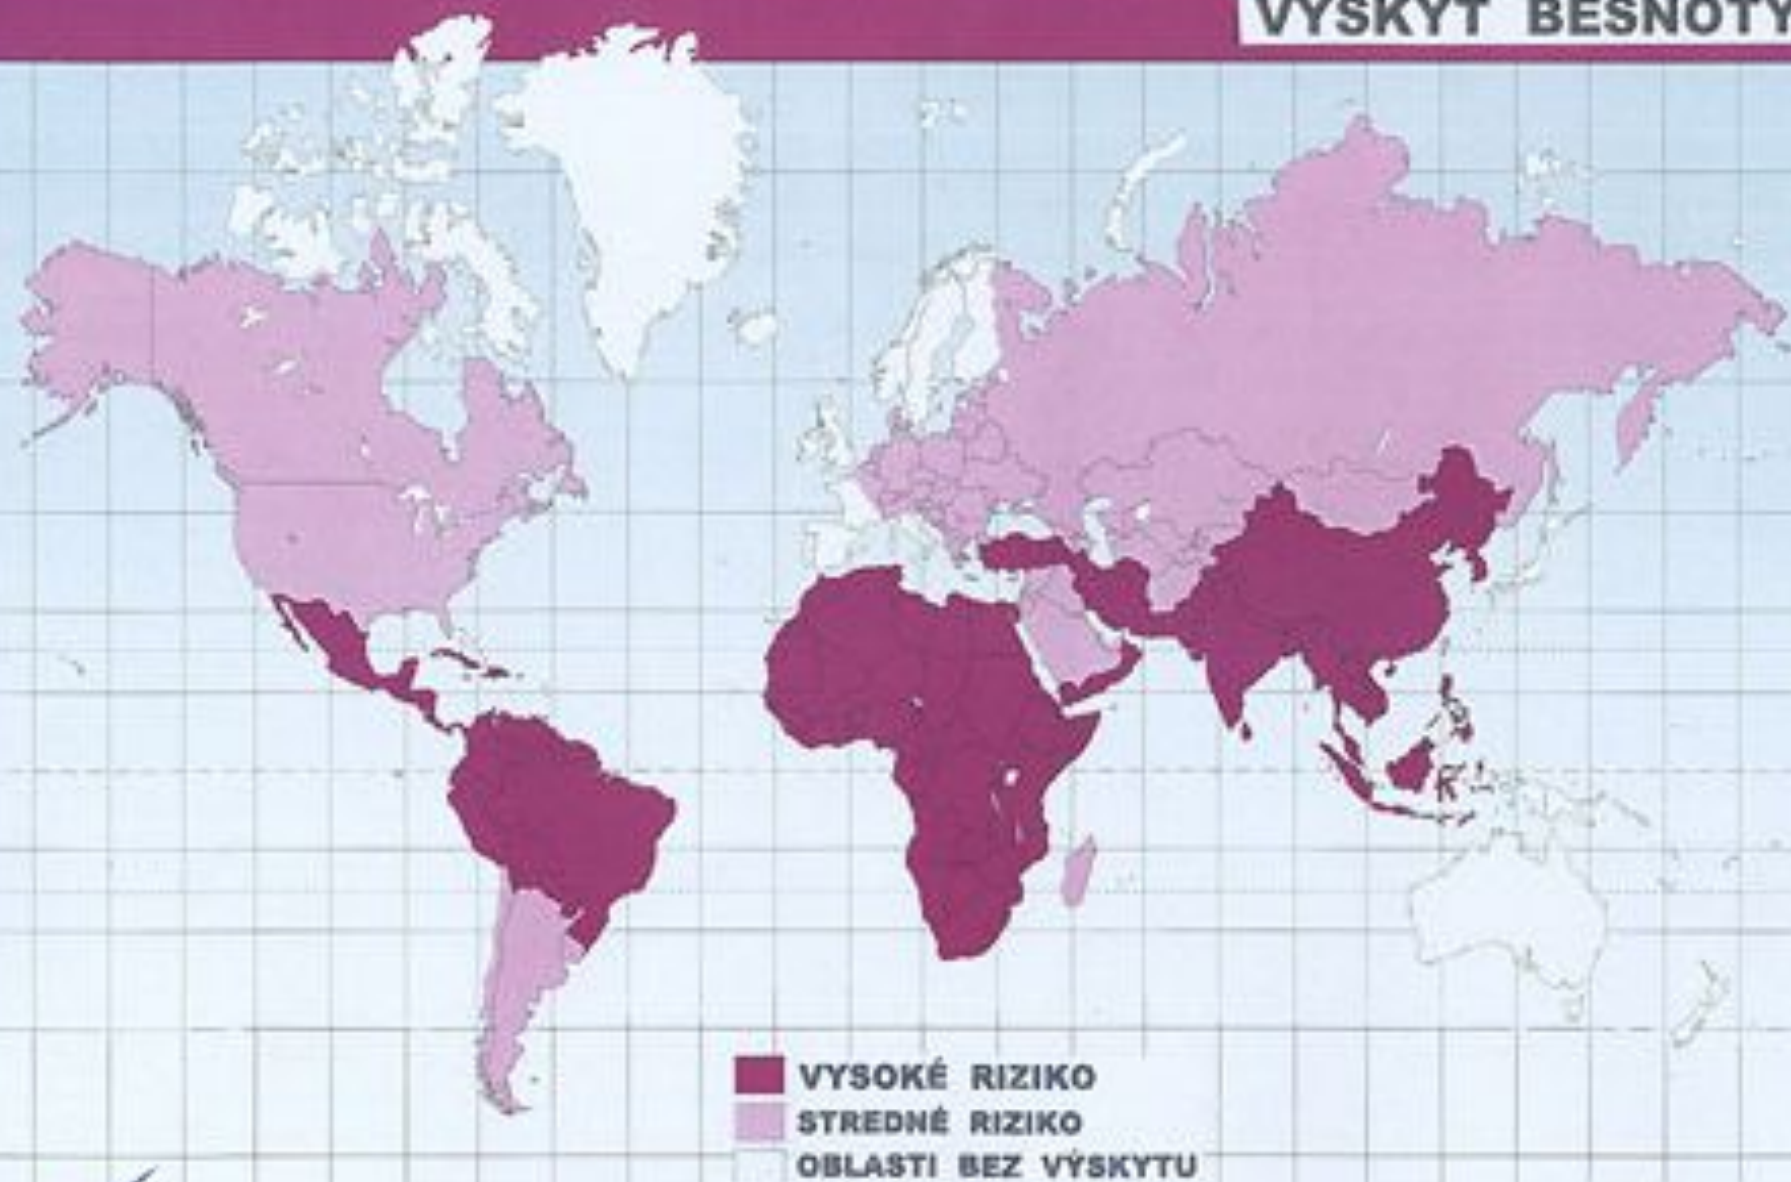 VÝSKYT BESNOTY
VYSOKÉ RIZIKO
STREDNÉ RIZIKO
OBLASTI BEZ VÝSKYTU